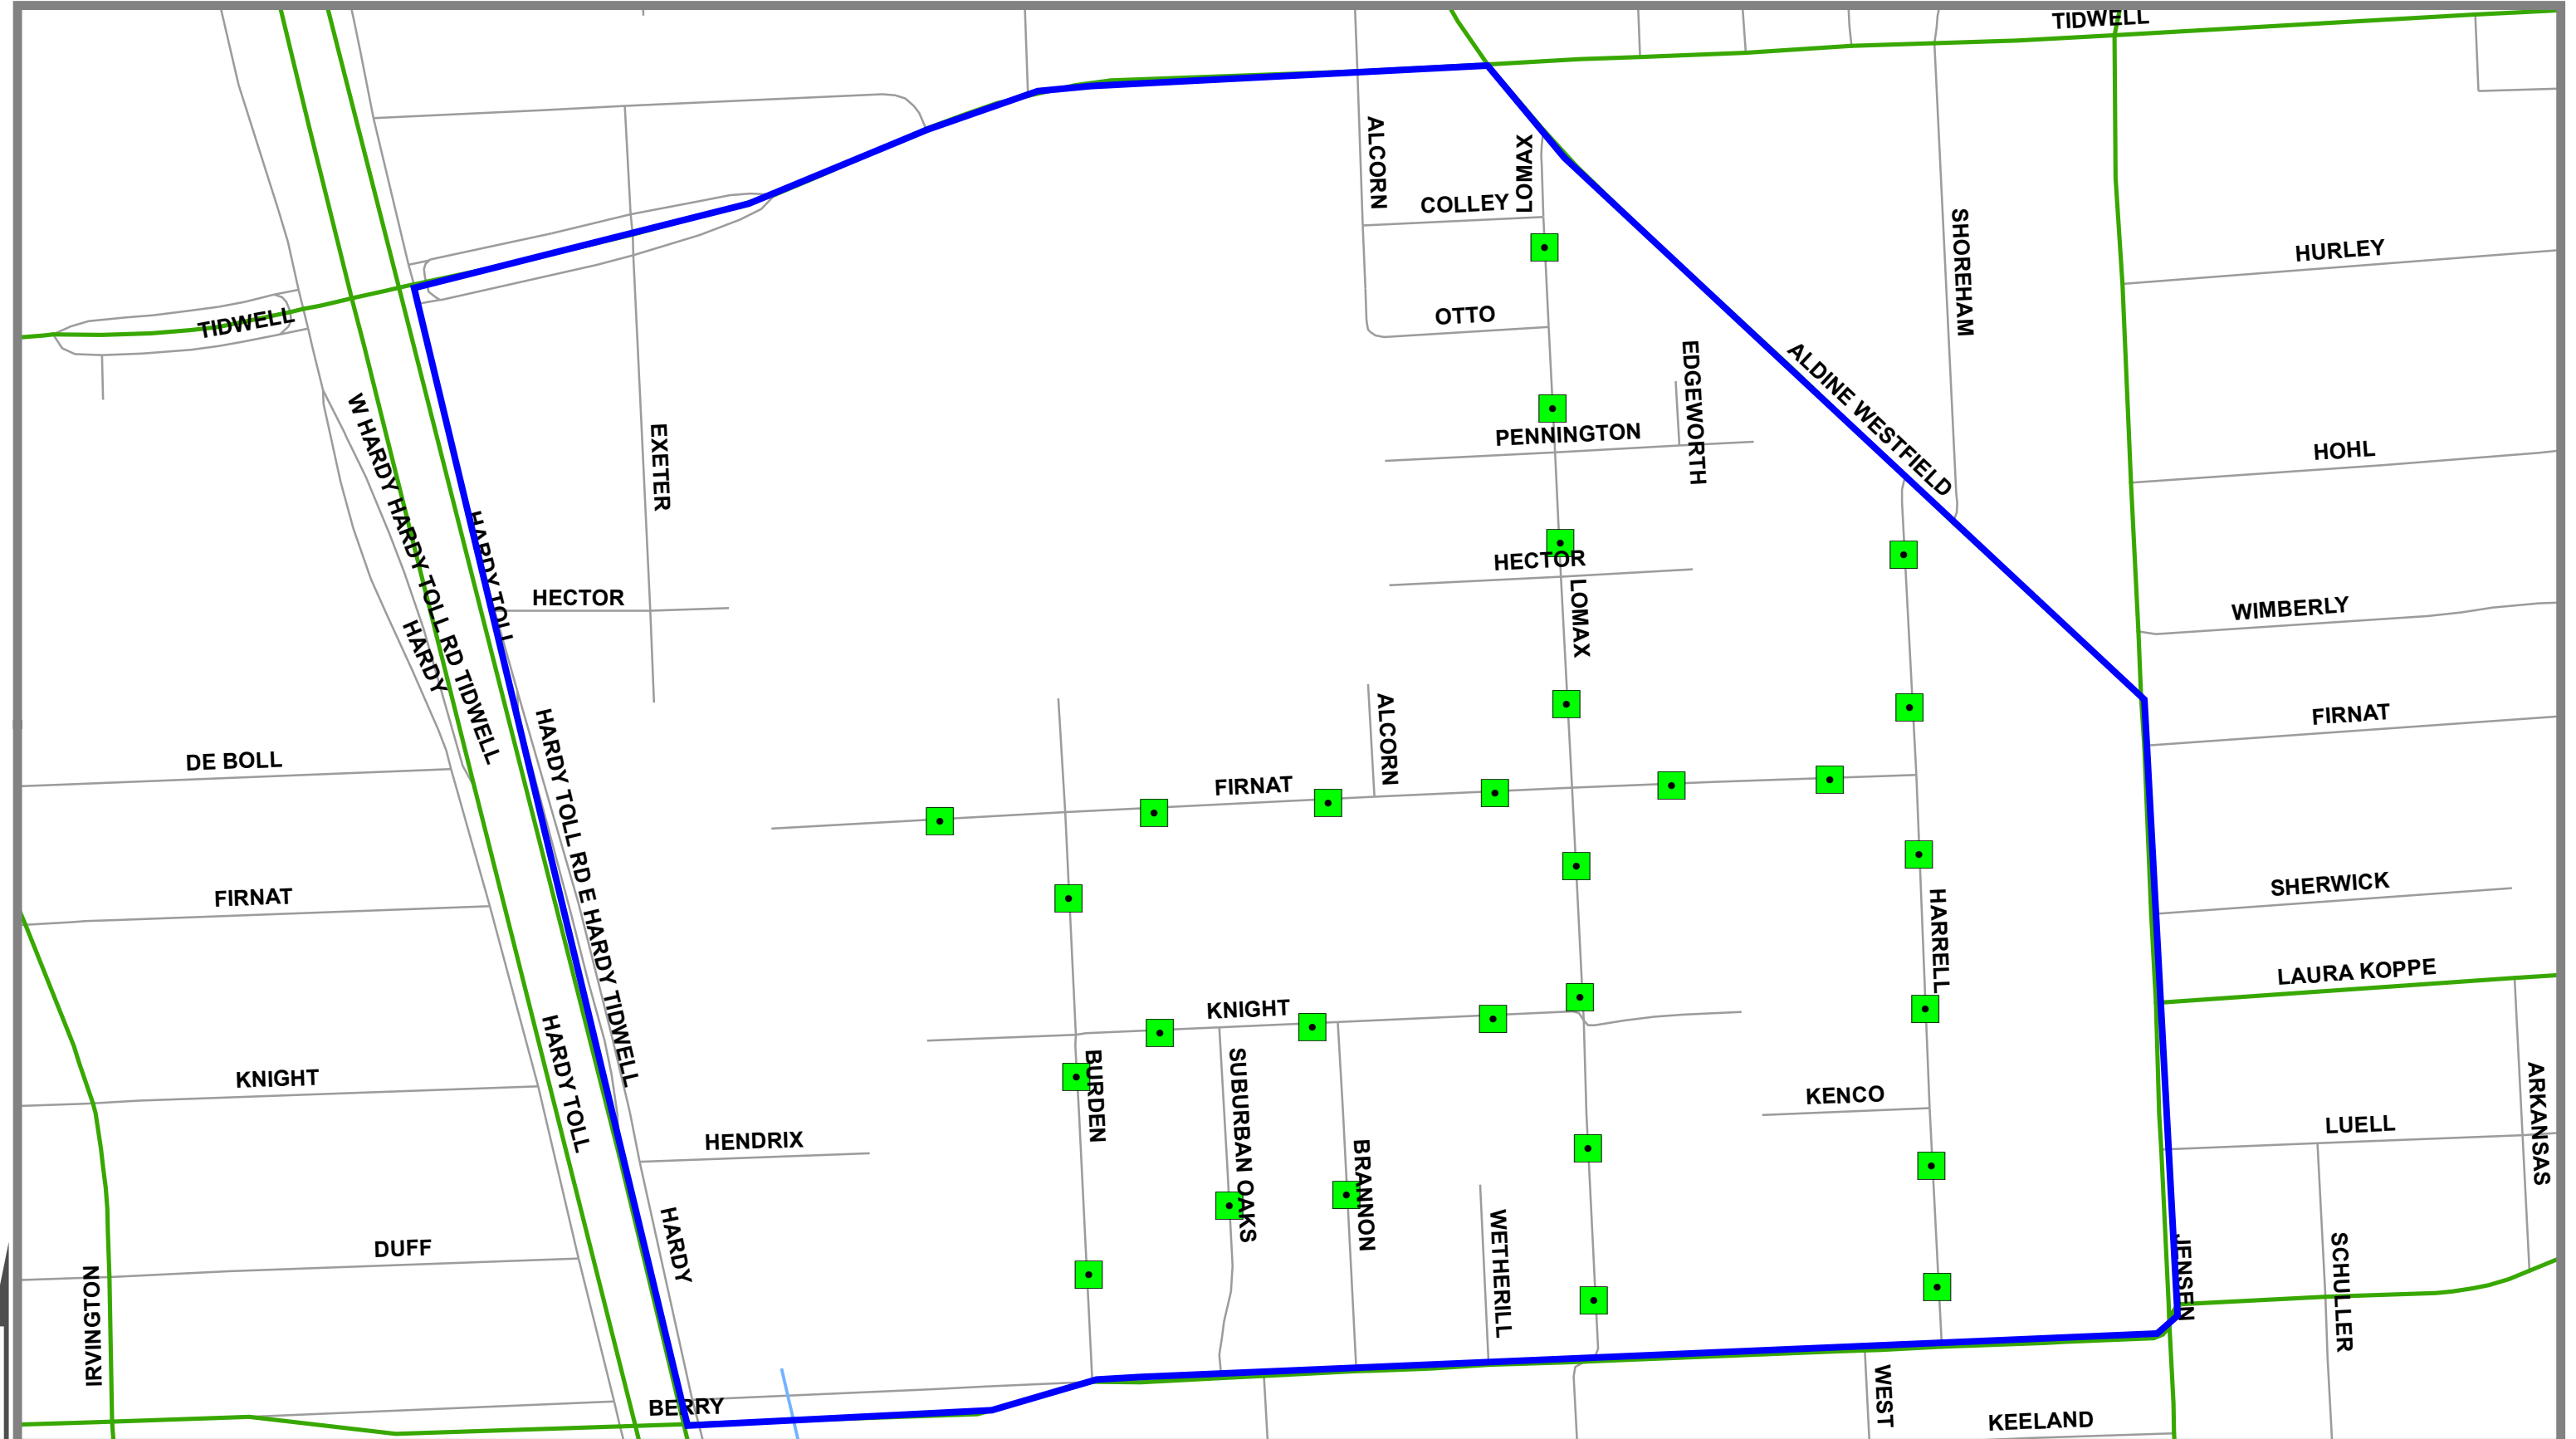 TIDWELL
ALCORN
LOMAX
COLLEY
SHOREHAM
HURLEY
TIDWELL
OTTO
EDGEWORTH
ALDINE WESTFIELD
W HARDY HARDY TOLL RD TIDWELL
EXETER
PENNINGTON
HOHL
HARDY TOLL
HECTOR
HECTOR
LOMAX
WIMBERLY
HARDY
HARDY TOLL RD E HARDY TIDWELL
ALCORN
FIRNAT
DE BOLL
FIRNAT
FIRNAT
HARRELL
SHERWICK
LAURA KOPPE
KNIGHT
HARDY TOLL
BURDEN
SUBURBAN OAKS
KNIGHT
KENCO
ARKANSAS
HENDRIX
BRANNON
LUELL
HARDY
WETHERILL
DUFF
JENSEN
SCHULLER
IRVINGTON
BERRY
WEST
KEELAND